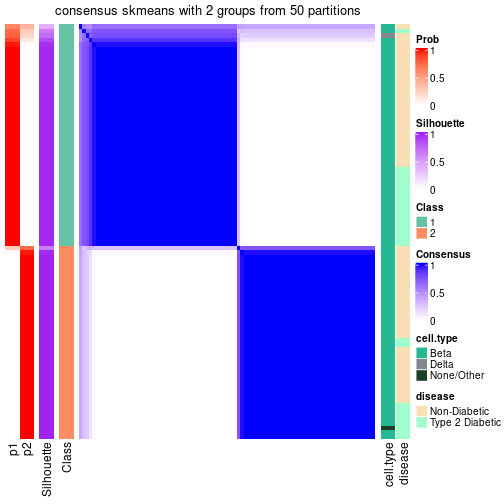 consensus skmeans with 2 groups from 50 partitions
Prob
1
0.5
0
Silhouette
1
0.5
0
Class
1
2
Consensus
1
0.5
0
cell.type
Beta
Delta
None/Other
disease
Non-Diabetic
Type 2 Diabetic
p1
p2
Silhouette
Class
cell.type
disease